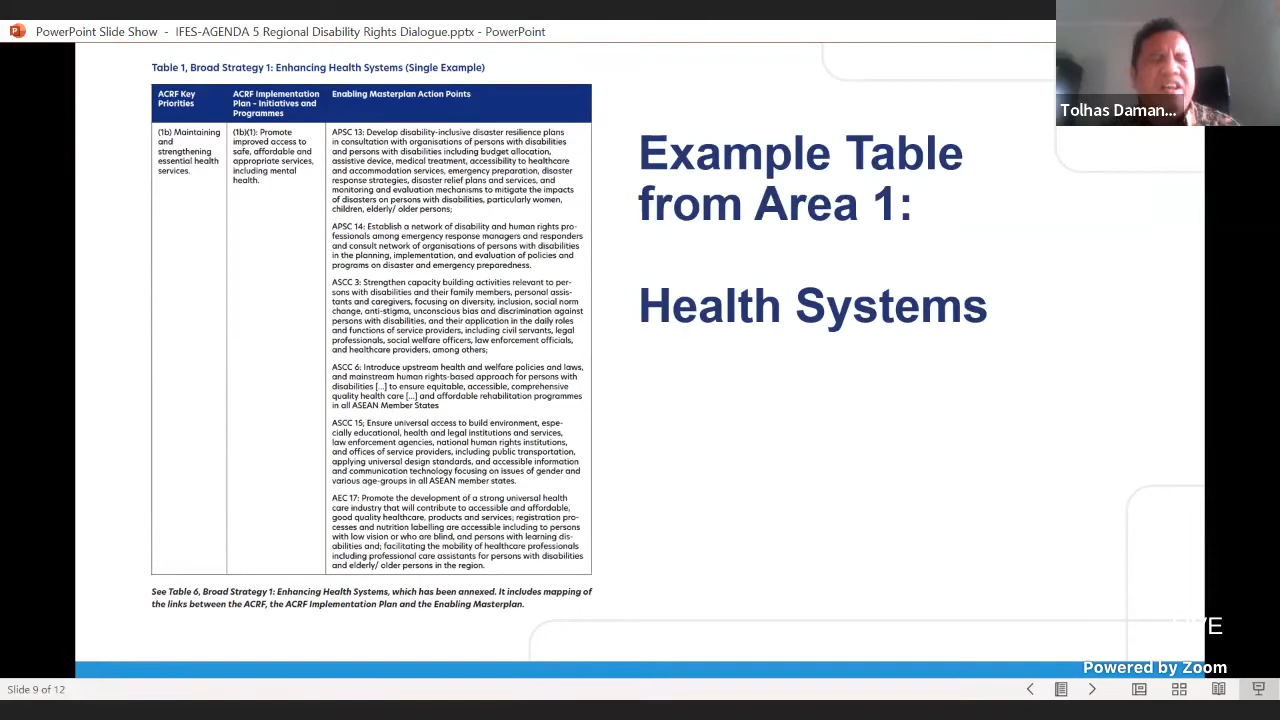 PowerPoint Slide Show - IFES-AGENDA 5 Regional Disability Rights Dialogue.pptx - PowerPoint
Tolhas Daman...
Table 1, Broad Strategy 1: Enhancing Health Systems (Single Example)
ACRF Key
Priorities
ACRF Implementation
Plan – Initiatives and
Programmes
Enabling Masterplan Action Points
(1b) Maintaining
and
strengthening
essential health
services.
(1b)(1): Promote
improved access to
safe, affordable and
appropriate services,
including mental
health.
APSC 13: Develop disability-inclusive disaster resilience plans
in consultation with organisations of persons with disabilities
and persons with disabilities including budget allocation,
assistive device, medical treatment, accessibility to healthcare
and accommodation services, emergency preparation, disaster
response strategies, disaster relief plans and services, and
monitoring and evaluation mechanisms to mitigate the impacts
of disasters on persons with disabilities, particularly women,
children, elderly/ older persons;
APSC 14: Establish a network of disability and human rights pro-
fessionals among emergency response managers and responders
and consult network of organisations of persons with disabilities
in the planning, implementation, and evaluation of policies and
programs on disaster and emergency preparedness.
ASCC 3: Strengthen capacity building activities relevant to per-
sons with disabilities and their family members, personal assis-
tants and caregivers, focusing on diversity, inclusion, social norm
change, anti-stigma, unconscious bias and discrimination against
persons with disabilities, and their application in the daily roles
and functions of service providers, including civil servants, legal
professionals, social welfare officers, law enforcement officials,
and healthcare providers, among others;
ASCC 6: Introduce upstream health and welfare policies and laws,
and mainstream human rights-based approach for persons with
disabilities [...] to ensure equitable, accessible, comprehensive
quality health care [...] and affordable rehabilitation programmes
in all ASEAN Member States
ASCC 15; Ensure universal access to build environment, espe-
cially educational, health and legal institutions and services,
law enforcement agencies, national human rights institutions,
and offices of service providers, including public transportation,
applying universal design standards, and accessible information
and communication technology focusing on issues of gender and
various age-groups in all ASEAN member states.
AEC 17: Promote the development of a strong universal health
care industry that will contribute to accessible and affordable,
good quality healthcare, products and services; registration pro-
cesses and nutrition labelling are accessible including to persons
with low vision or who are blind, and persons with learning dis-
abilities and; facilitating the mobility of healthcare professionals
including professional care assistants for persons with disabilities
and elderly/ older persons in the region.
See Table 6, Broad Strategy 1: Enhancing Health Systems, which has been annexed. It includes mapping of
the links between the ACRF, the ACRF Implementation Plan and the Enabling Masterplan.
Example Table
from Area 1:
Health Systems
Powered by Zoom
Slide 9 of 12